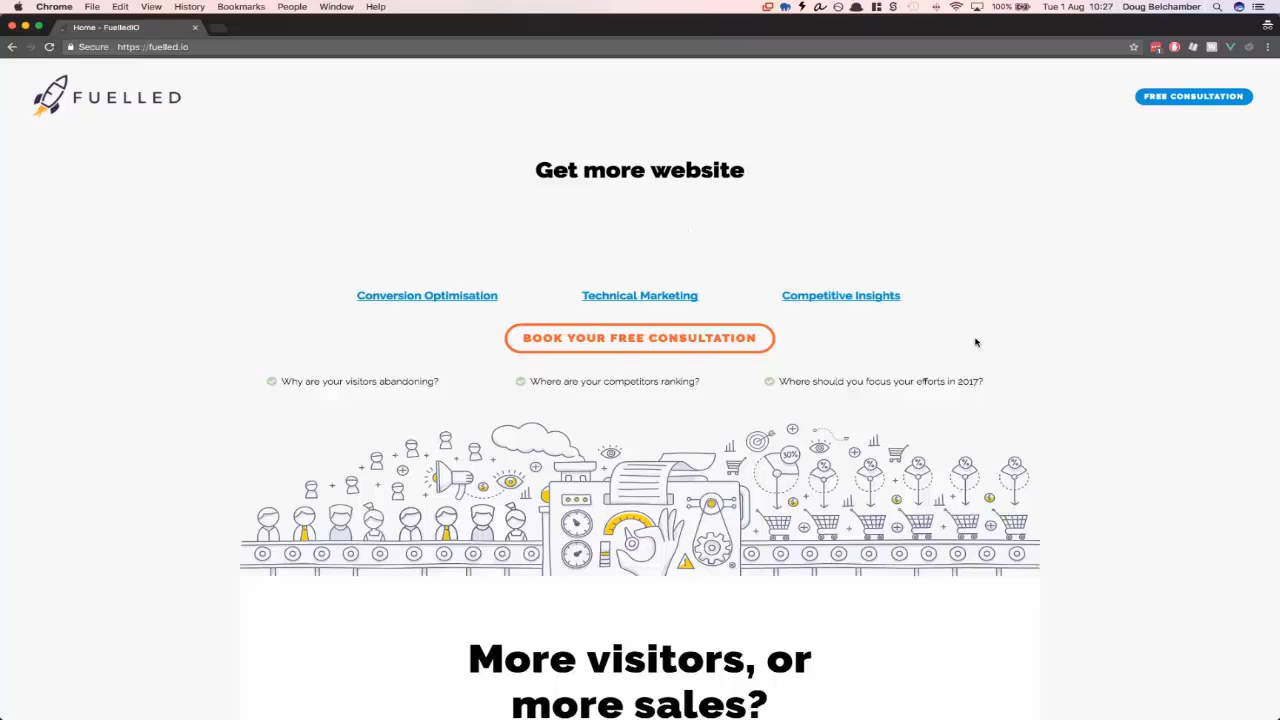 Chrome File Edit View History Bookmarks People Window Help 100% Tue 1 Aug 10:27 Doug Belchamber
Home - FuelledIO
Secure https://fuelled.io
FUELLED
FREE CONSULTATION
Get more website
Conversion Optimisation Technical Marketing Competitive Insights
BOOK YOUR FREE CONSULTATION
Why are your visitors abandoning? Where are your competitors ranking? Where should you focus your efforts in 2017?
30%
% % % % %
More visitors, or
more sales?